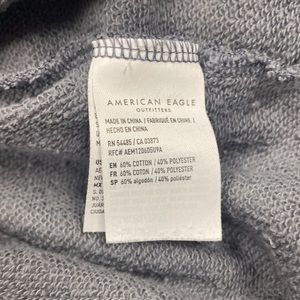 AMERICAN EAGLE
OUTFITTERS
MADE IN CHINA / FABRIQUÉ EN CHINE /
HECHO EN CHINA
RN 54485 / CA 03873
RFC# AEM120605U9A
EN 60% COTTON / 40% POLYESTER
FR 60% COTON / 40% POLYESTER
SP 60% algodón / 40% poliéster